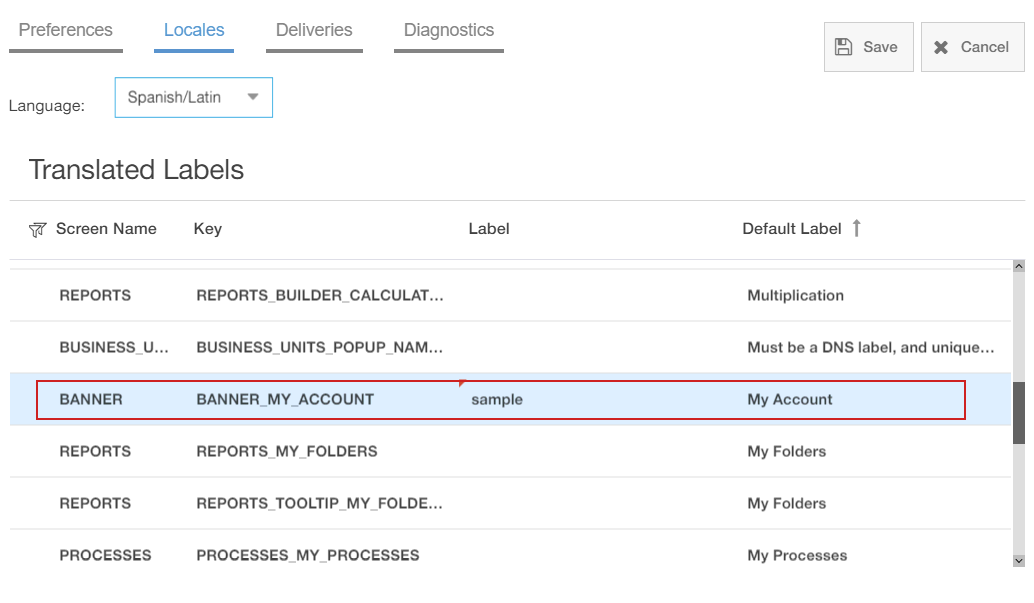 Preferences Locales Deliveries Diagnostics
Save Cancel
Language: Spanish/Latin
Translated Labels
Screen Name Key Label Default Label
REPORTS REPORTS_BUILDER_CALCULAT... Multiplication
BUSINESS_U... BUSINESS_UNITS_POPUP_NAM... Must be a DNS label, and unique...
BANNER BANNER_MY_ACCOUNT sample My Account
REPORTS REPORTS_MY_FOLDERS My Folders
REPORTS REPORTS_TOOLTIP_MY_FOLDE... My Folders
PROCESSES PROCESSES_MY_PROCESSES My Processes